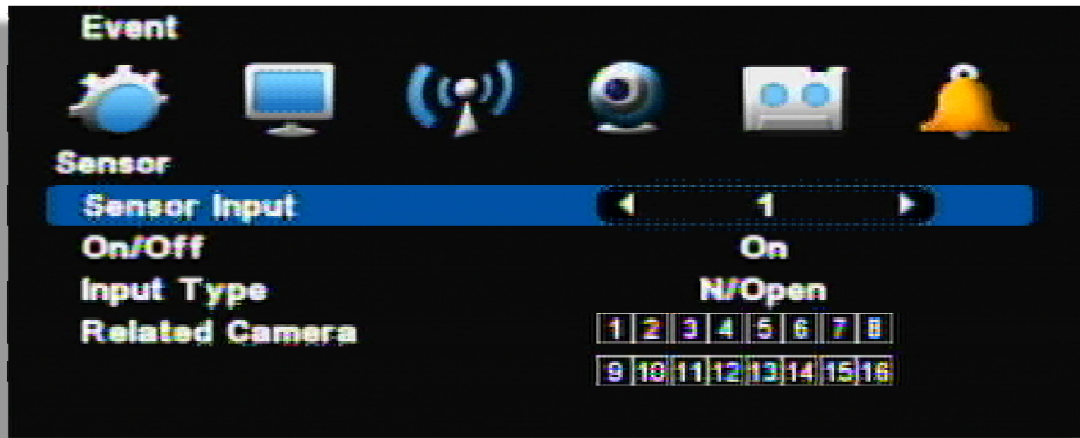 Event
Sensor
Sensor Input 1
On/Off On
Input Type N/Open
Related Camera 1 2 3 4 5 6 7 8
9 10 11 12 13 14 15 16